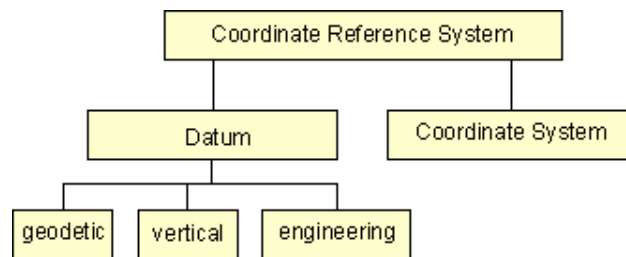 Coordinate Reference System
Datum
Coordinate System
geodetic
vertical
engineering